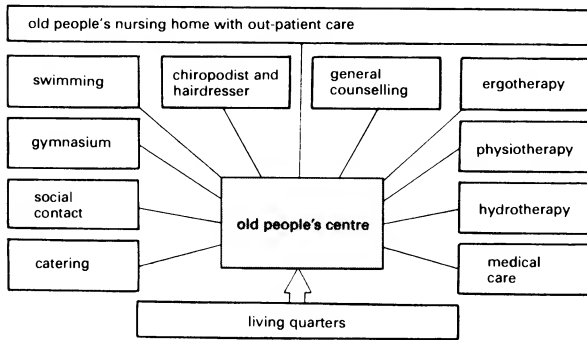 old people's nursing home with out-patient care
swimming
chiropodist and
hairdresser
general
counselling
ergotherapy
gymnasium
physiotherapy
social
contact
old people's centre
hydrotherapy
catering
medical
care
living quarters